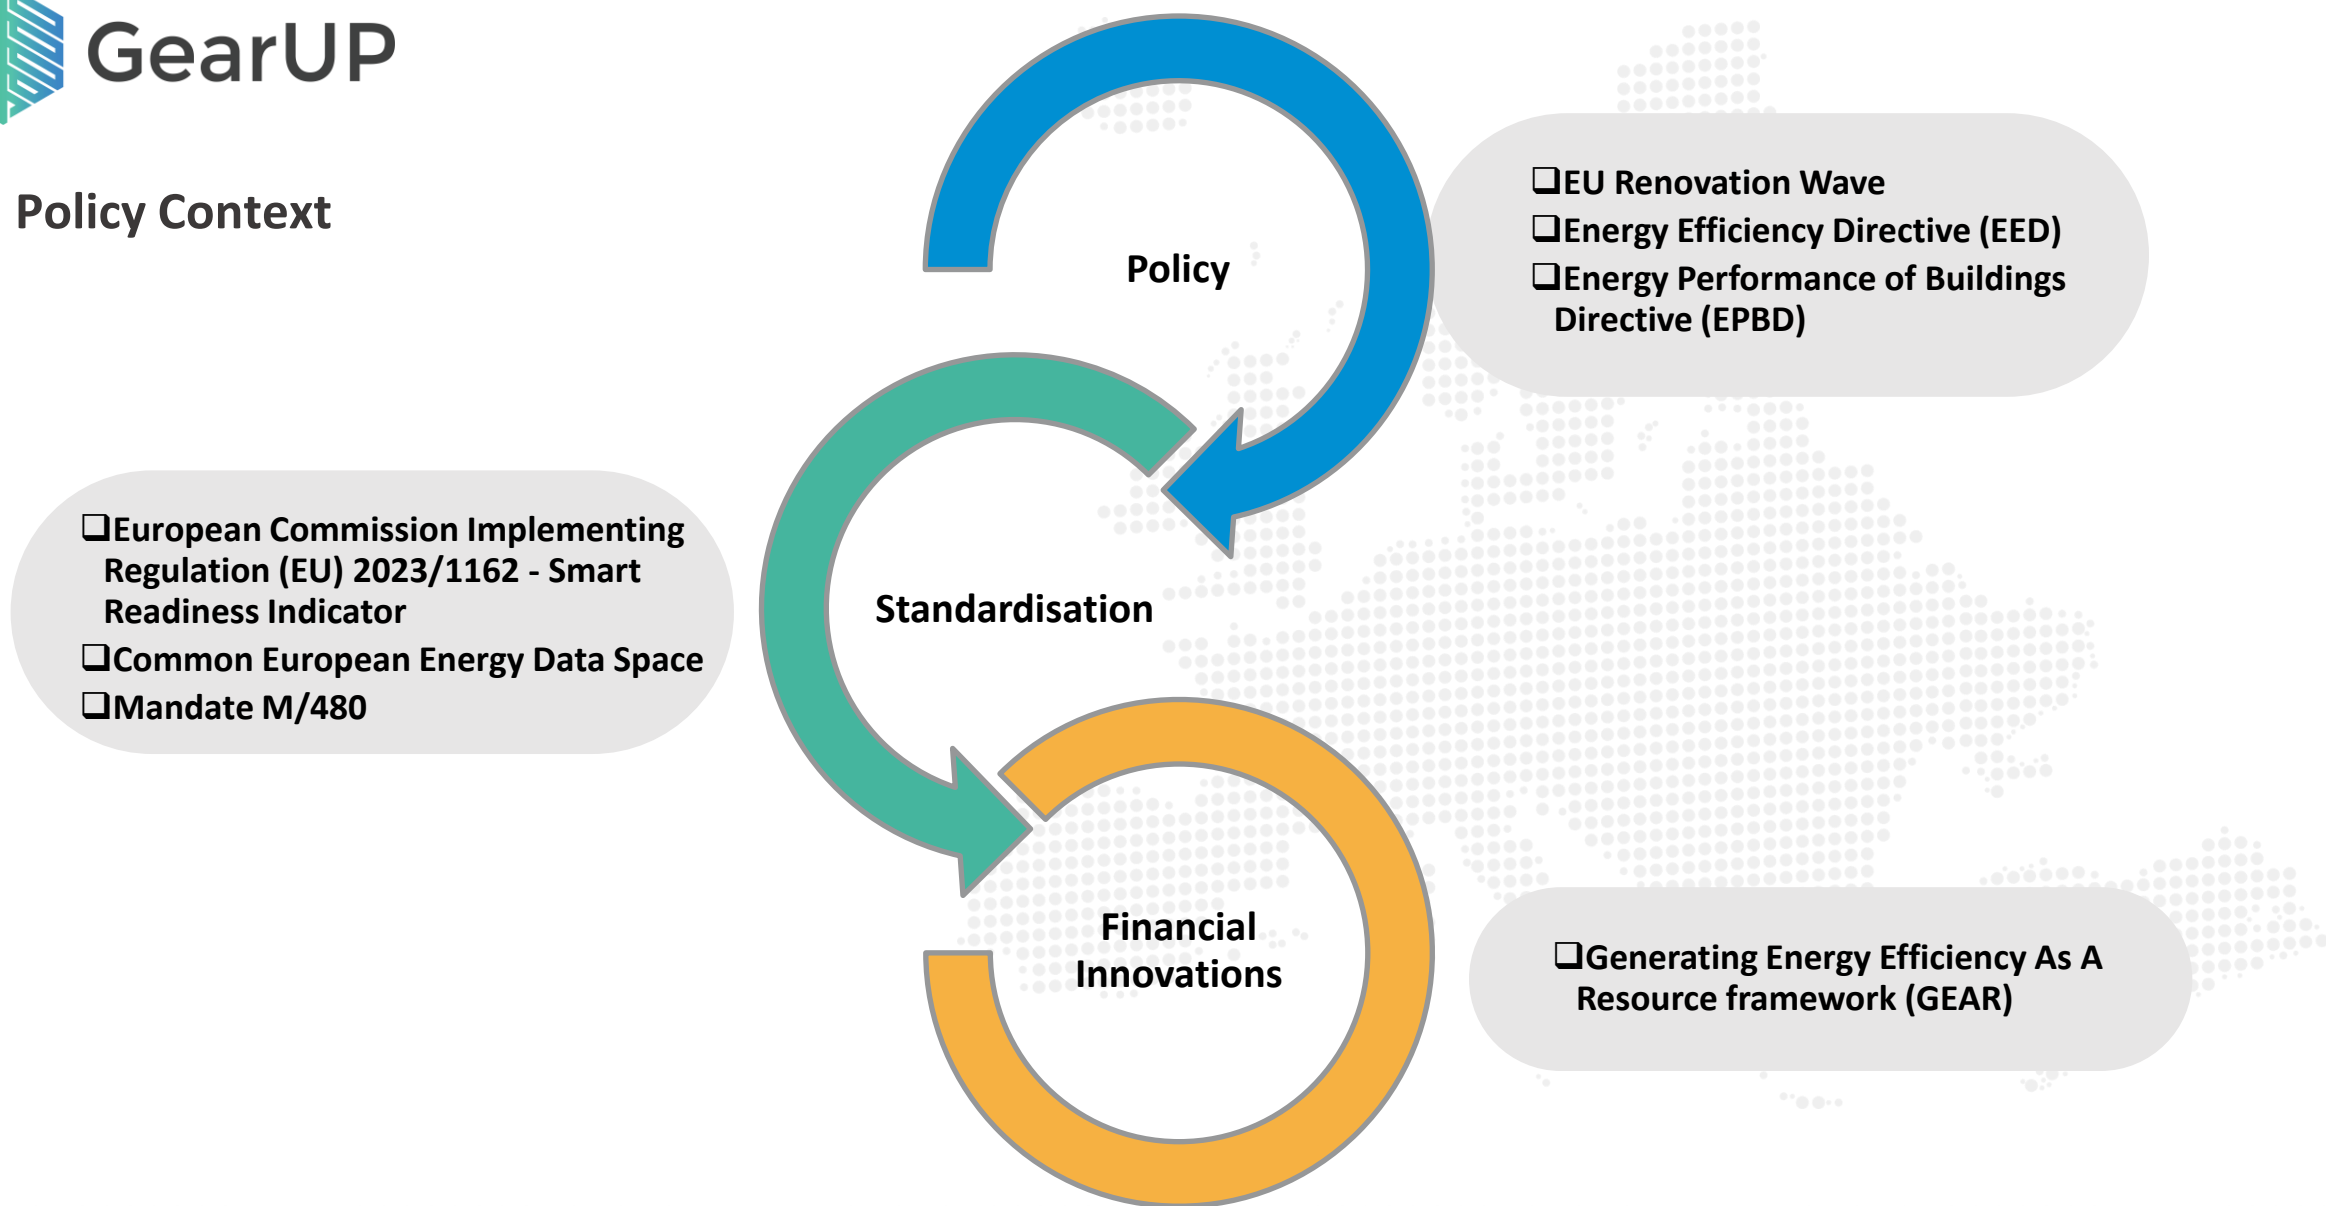 GearUP
Policy Context
Policy
❑EU Renovation Wave
❑Energy Efficiency Directive (EED)
❑Energy Performance of Buildings
Directive (EPBD)
Standardisation
❑European Commission Implementing
Regulation (EU) 2023/1162 - Smart
Readiness Indicator
❑Common European Energy Data Space
❑Mandate M/480
Financial
Innovations
❑Generating Energy Efficiency As A
Resource framework (GEAR)